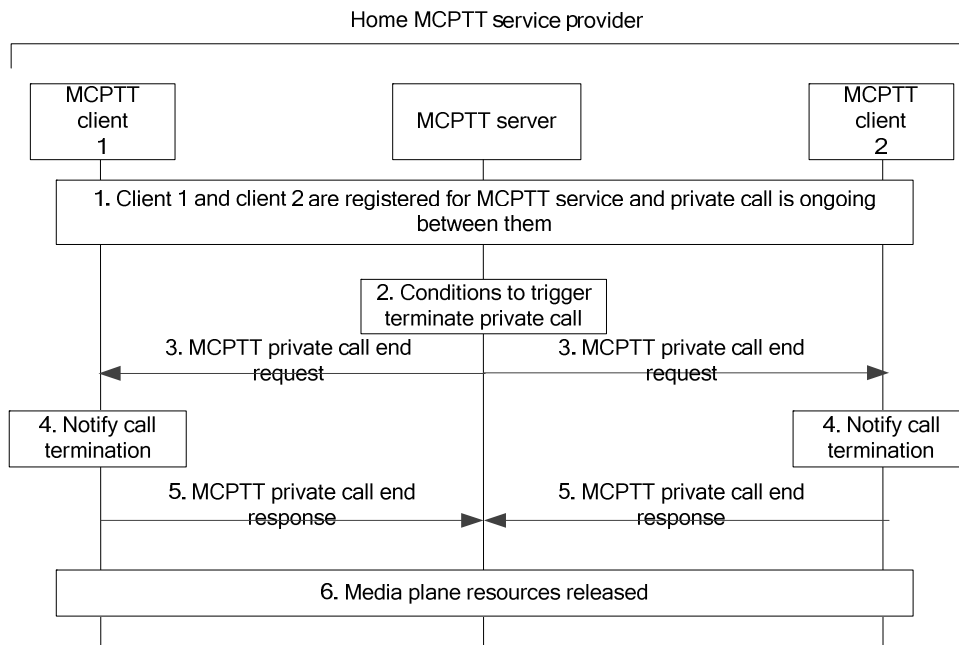 Home MCPTT service provider
MCPTT
client
1
MCPTT server
MCPTT
client
2
1. Client 1 and client 2 are registered for MCPTT service and private call is ongoing
between them
2. Conditions to trigger
terminate private call
3. MCPTT private call end
request
3. MCPTT private call end
request
4. Notify call
termination
4. Notify call
termination
5. MCPTT private call end
response
5. MCPTT private call end
response
6. Media plane resources released